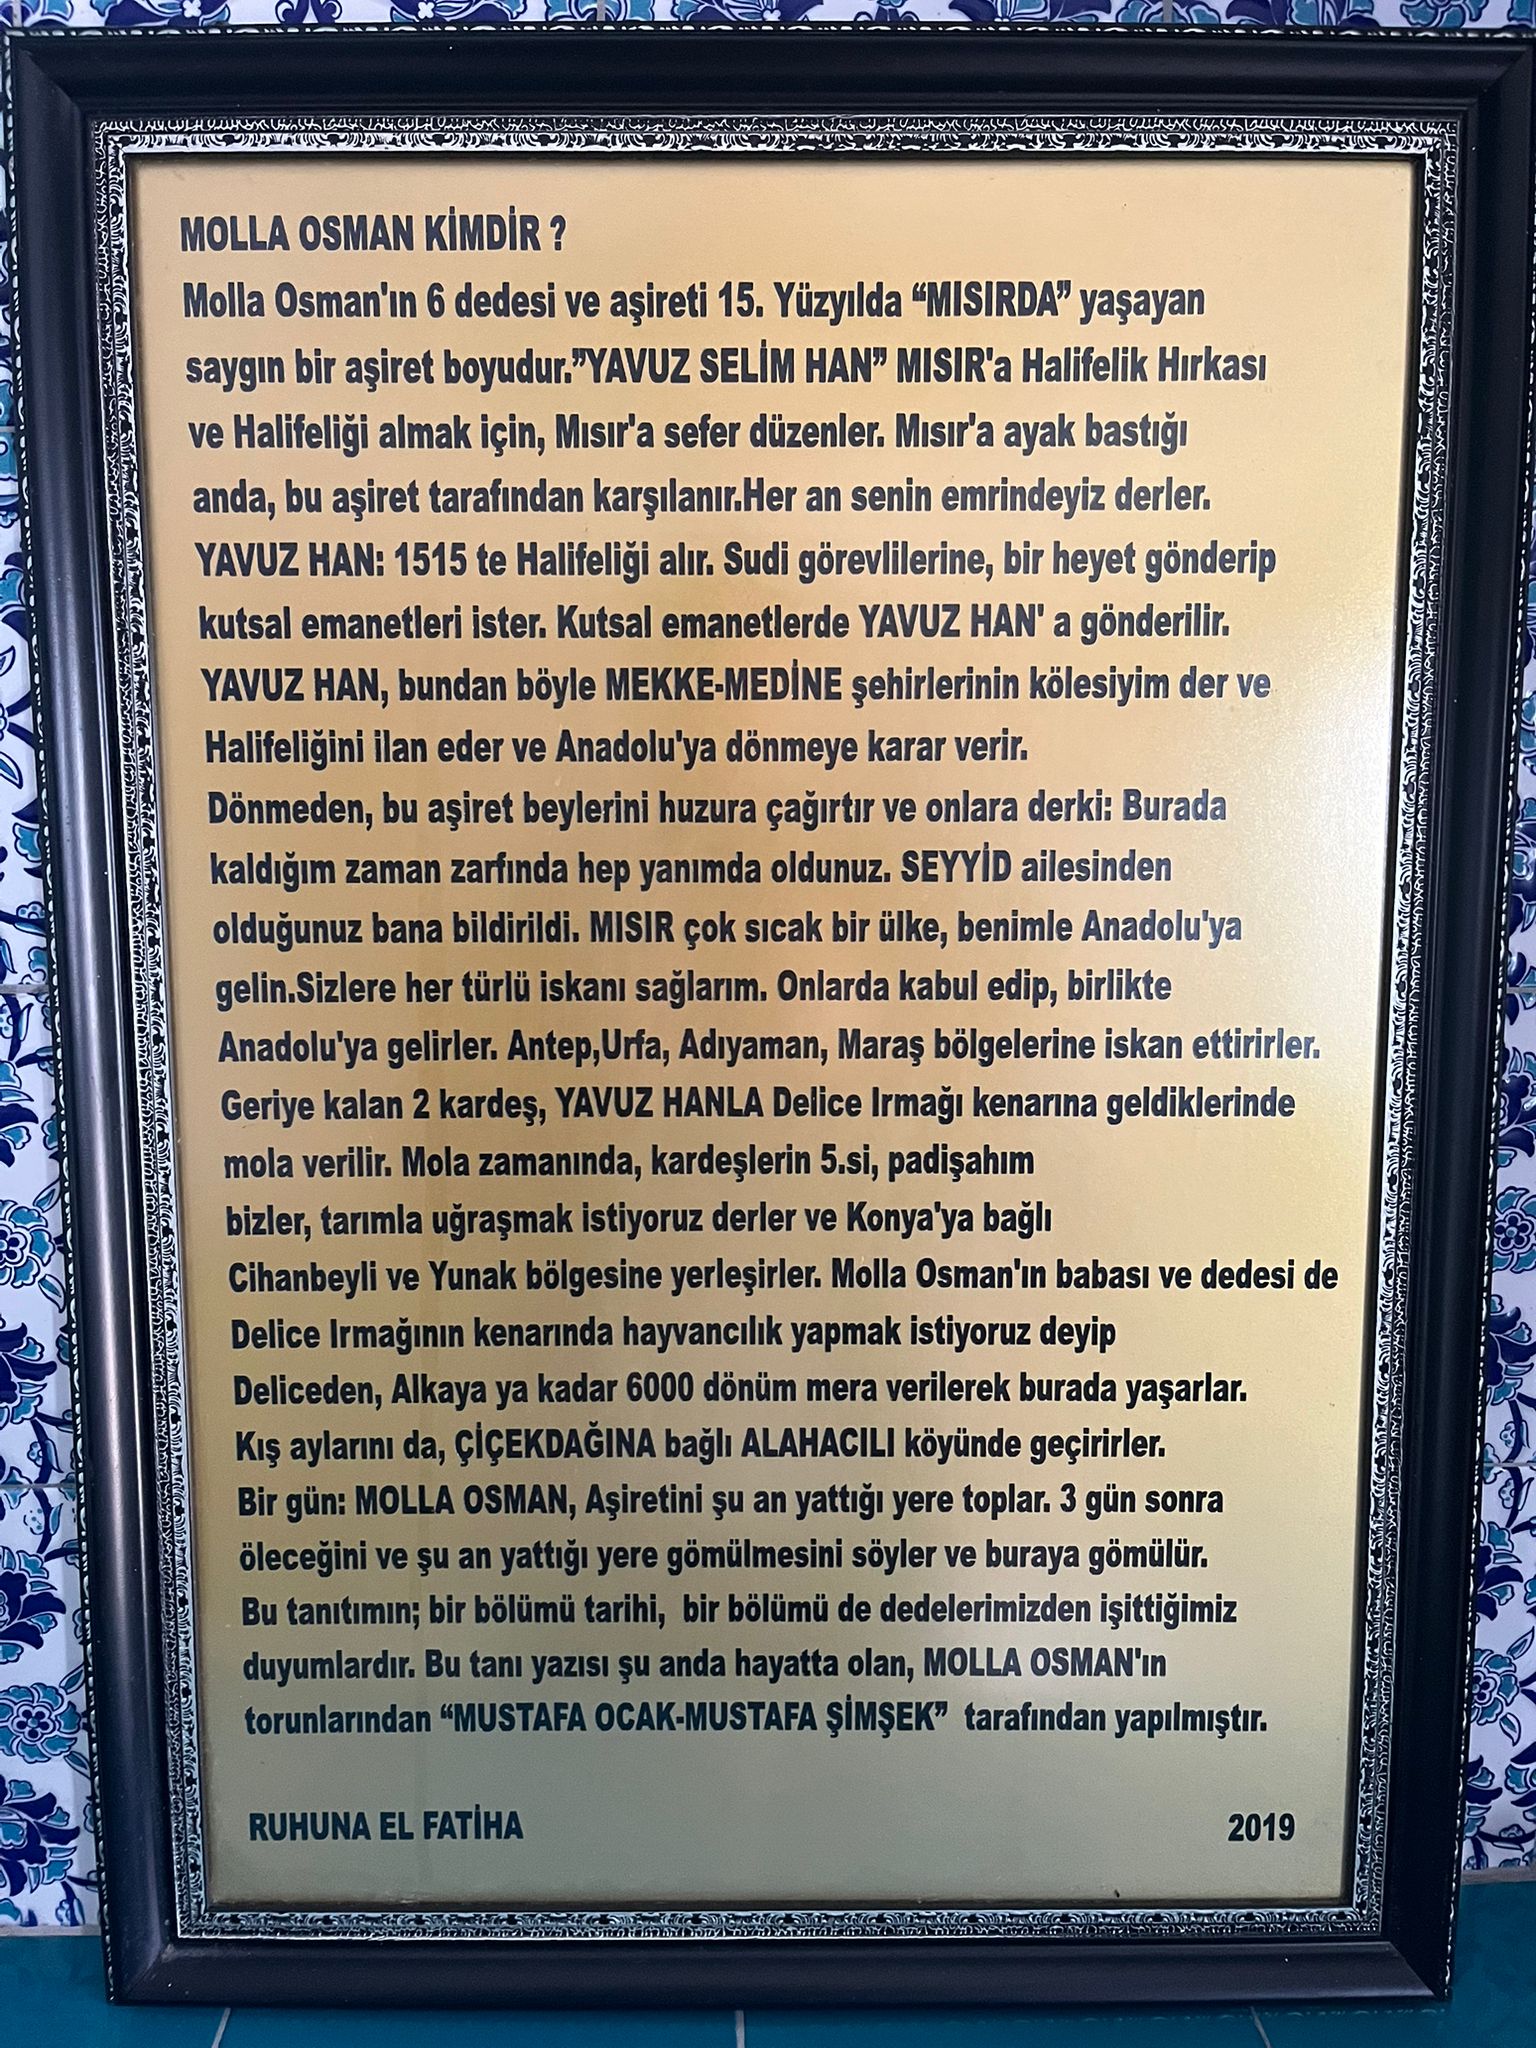 MOLLA OSMAN KİMDİR ?
Molla Osman'ın 6 dedesi ve aşireti 15. Yüzyılda “MISIRDA” yaşayan
saygın bir aşiret boyudur.”YAVUZ SELİM HAN” MISIR'a Halifelik Hırkası
ve Halifeliği almak için, Mısır'a sefer düzenler. Mısır'a ayak bastığı
anda, bu aşiret tarafından karşılanır.Her an senin emrindeyiz derler.
YAVUZ HAN: 1515 te Halifeliği alır. Sudi görevlilerine, bir heyet gönderip
kutsal emanetleri ister. Kutsal emanetlerde YAVUZ HAN' a gönderilir.
YAVUZ HAN, bundan böyle MEKKE-MEDİNE şehirlerinin kölesiyim der ve
Halifeliğini ilan eder ve Anadolu'ya dönmeye karar verir.
Dönmeden, bu aşiret beylerini huzura çağırtır ve onlara derki: Burada
kaldığım zaman zarfında hep yanımda oldunuz. SEYYİD ailesinden
olduğunuz bana bildirildi. MISIR çok sıcak bir ülke, benimle Anadolu'ya
gelin.Sizlere her türlü iskanı sağlarım. Onlarda kabul edip, birlikte
Anadolu'ya gelirler. Antep,Urfa, Adıyaman, Maraş bölgelerine iskan ettirirler.
Geriye kalan 2 kardeş, YAVUZ HANLA Delice Irmağı kenarına geldiklerinde
mola verilir. Mola zamanında, kardeşlerin 5.si, padişahım
bizler, tarımla uğraşmak istiyoruz derler ve Konya'ya bağlı
Cihanbeyli ve Yunak bölgesine yerleşirler. Molla Osman'ın babası ve dedesi de
Delice Irmağının kenarında hayvancılık yapmak istiyoruz deyip
Deliceden, Alkaya ya kadar 6000 dönüm mera verilerek burada yaşarlar.
Kış aylarını da, ÇİÇEKDAĞINA bağlı ALAHACILI köyünde geçirirler.
Bir gün: MOLLA OSMAN, Aşiretini şu an yattığı yere toplar. 3 gün sonra
öleceğini ve şu an yattığı yere gömülmesini söyler ve buraya gömülür.
Bu tanıtımın; bir bölümü tarihi, bir bölümü de dedelerimizden işittiğimiz
duyumlardır. Bu tanı yazısı şu anda hayatta olan, MOLLA OSMAN'ın
torunlarından “MUSTAFA OCAK-MUSTAFA ŞİMŞEK” tarafından yapılmıştır.
RUHUNA EL FATİHA 2019